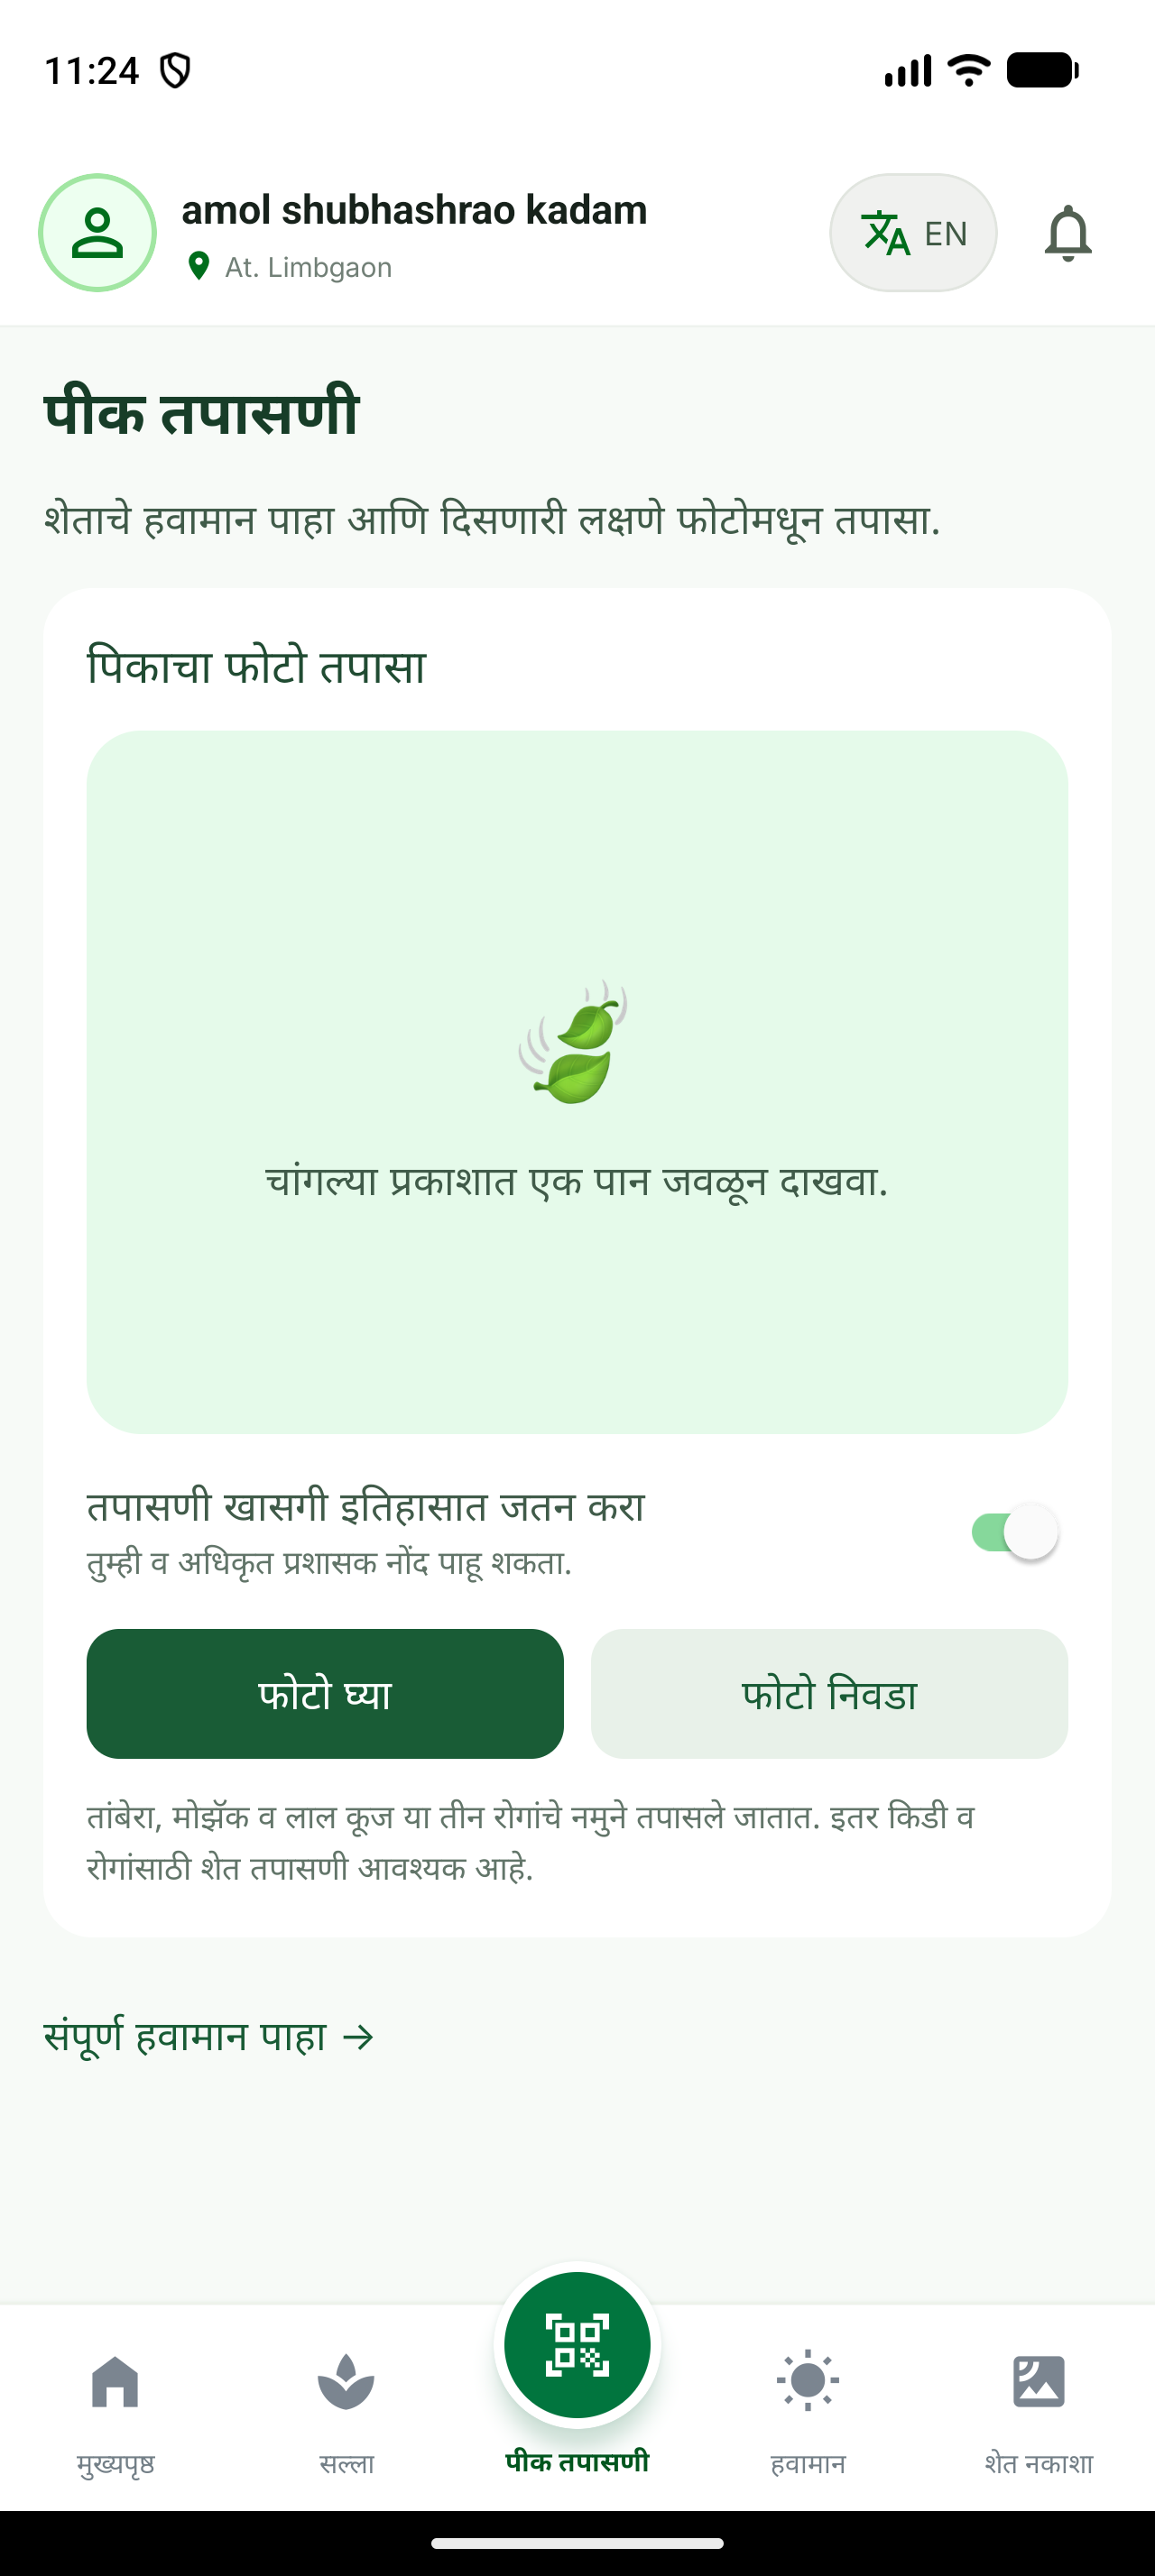 11:24
amol shubhashrao kadam
EN
At. Limbgaon
पीक तपासणी
शेताचे हवामान पाहा आणि दिसणारी लक्षणे फोटोमधून तपासा.
पिकाचा फोटो तपासा
चांगल्या प्रकाशात एक पान जवळून दाखवा.
तपासणी खासगी इतिहासात जतन करा
तुम्ही व अधिकृत प्रशासक नोंद पाहू शकता.
फोटो घ्या
फोटो निवडा
तांबेरा, मोझॅक व लाल कूज या तीन रोगांचे नमुने तपासले जातात. इतर किडी व
रोगांसाठी शेत तपासणी आवश्यक आहे.
संपूर्ण हवामान पाहा →
मुख्यपृष्ठ
सल्ला
पीक तपासणी
हवामान
शेत नकाशा